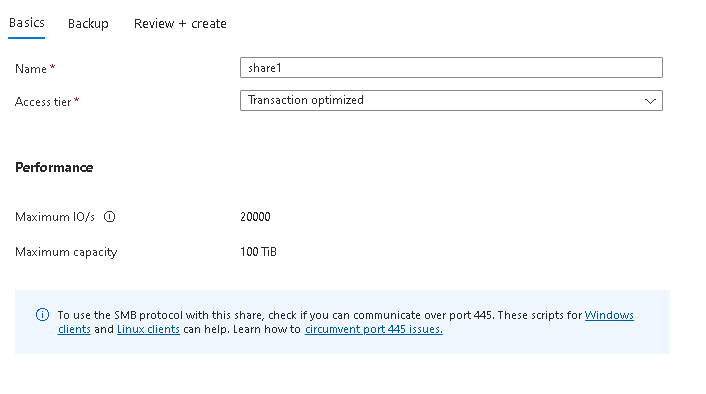 Basics Backup Review + create
Name * share1
Access tier * Transaction optimized
Performance
Maximum IO/s 20000
Maximum capacity 100 TiB
To use the SMB protocol with this share, check if you can communicate over port 445. These scripts for Windows
clients and Linux clients can help. Learn how to circumvent port 445 issues.